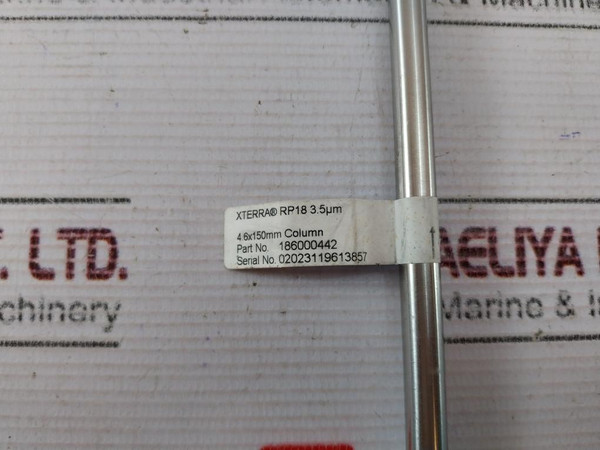 XTERRA® RP18 3.5µm
4.6x150mm Column
Part No. 186000442
Serial No. 02023119613857
LTD.
AELIYA
chinery
Marine &